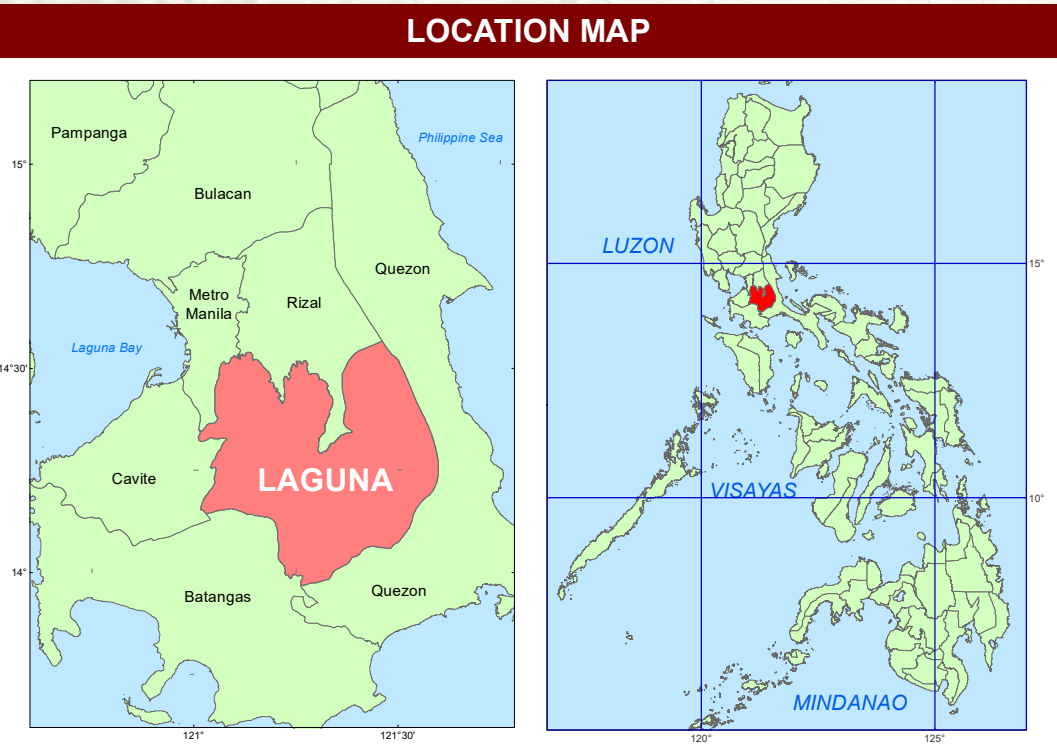 LOCATION MAP
Pampanga
Philippine Sea
15°
Bulacan
Quezon
Metro
Manila
Rizal
Laguna Bay
14°30'
Cavite
LAGUNA
14°
Batangas
Quezon
121°
121°30'
LUZON
15°
VISAYAS
10°
MINDANAO
120°
125°